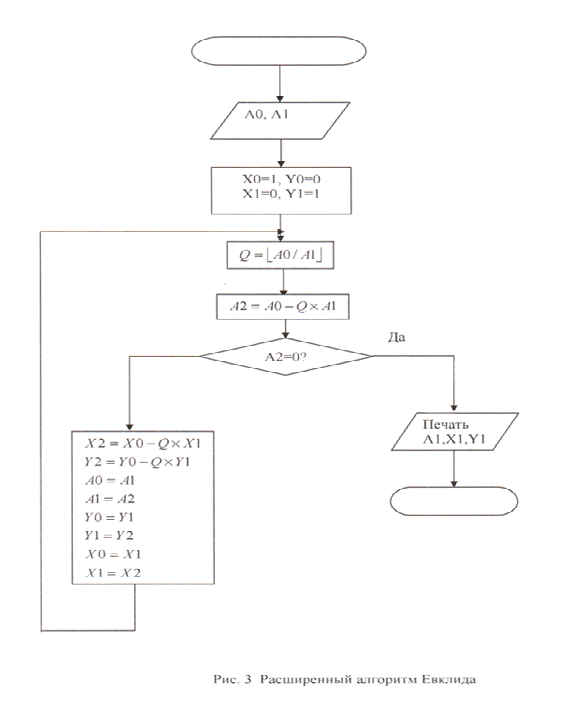 A0, A1
X0=1, Y0=0
X1=0, Y1=1
Q = ⌊A0 / A1⌋
A2 = A0 − Q × A1
A2=0?
Да
X2 = X0 − Q × X1
Y2 = Y0 − Q × Y1
A0 = A1
A1 = A2
Y0 = Y1
Y1 = Y2
X0 = X1
X1 = X2
Печать
A1,X1,Y1
Рис. 3 Расширенный алгоритм Евклида